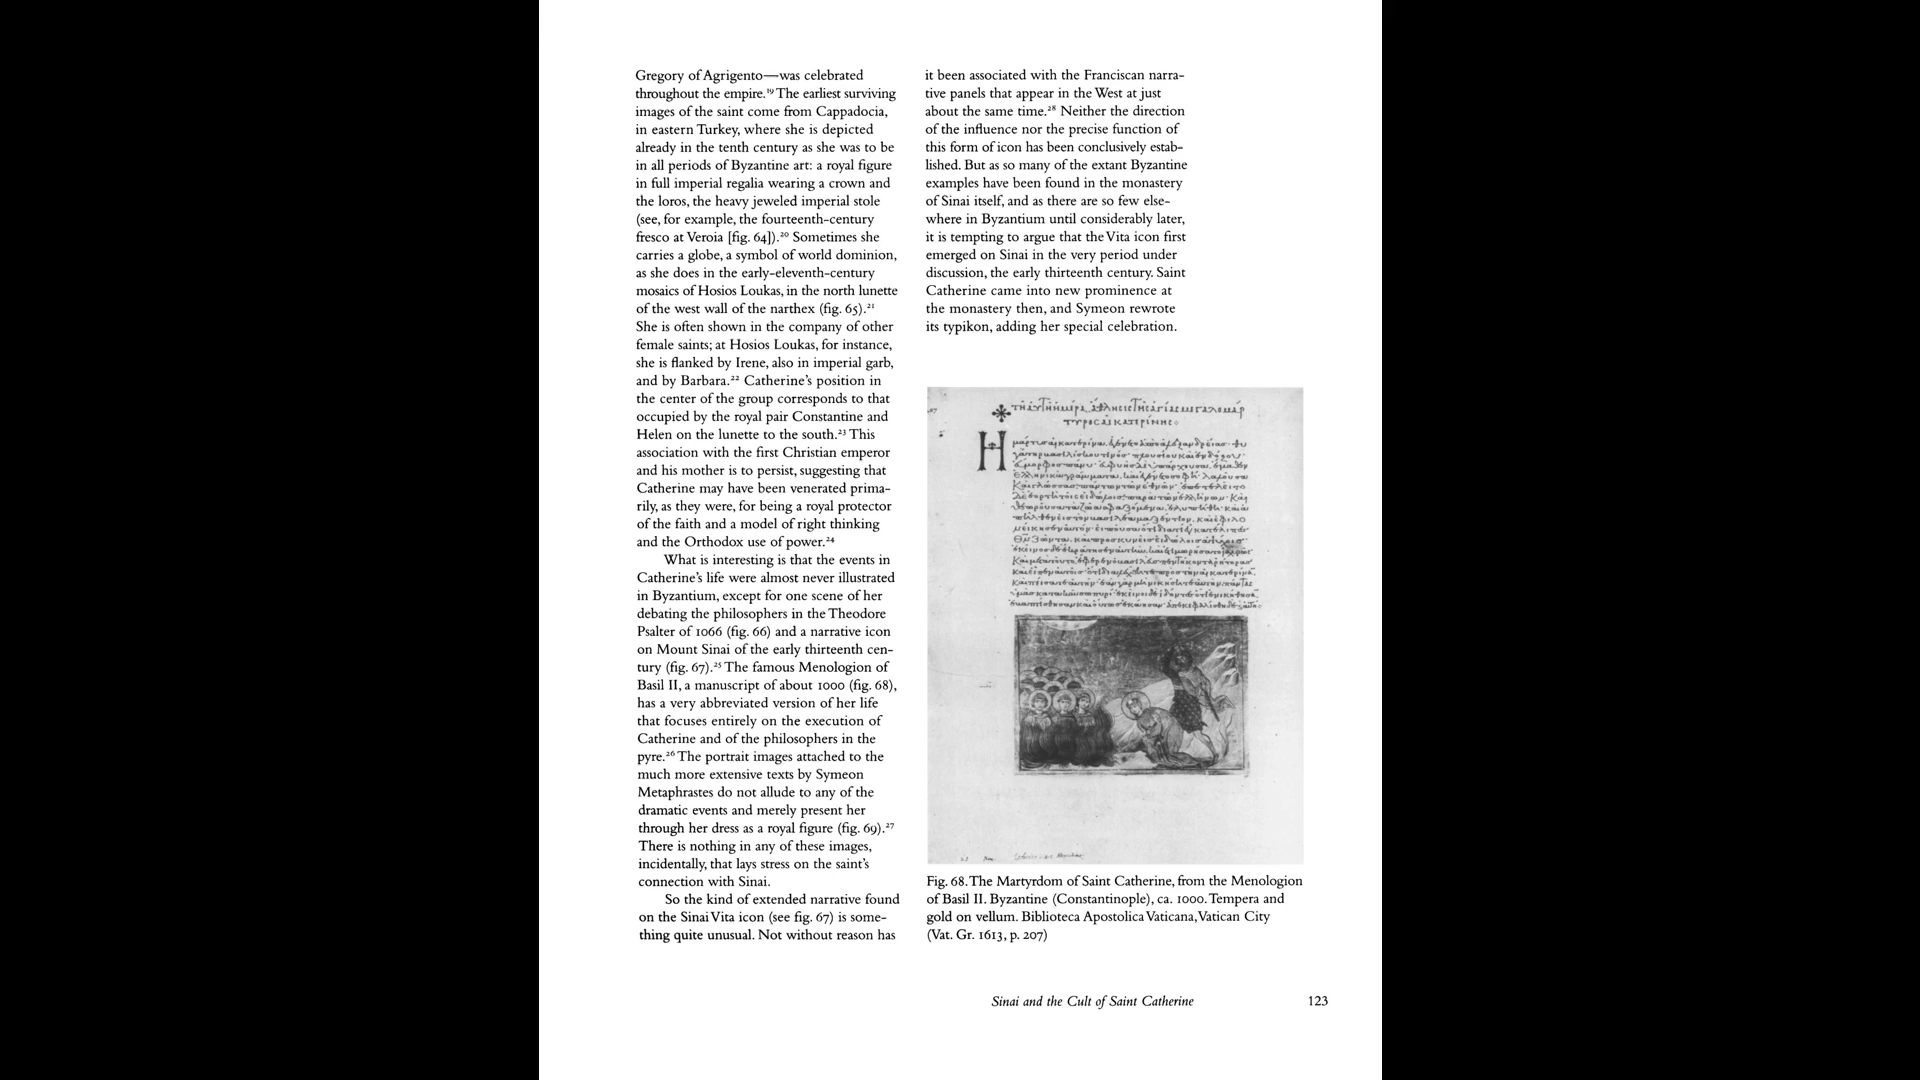 Gregory of Agrigento—was celebrated
throughout the empire.¹⁹ The earliest surviving
images of the saint come from Cappadocia,
in eastern Turkey, where she is depicted
already in the tenth century as she was to be
in all periods of Byzantine art: a royal figure
in full imperial regalia wearing a crown and
the loros, the heavy jeweled imperial stole
(see, for example, the fourteenth-century
fresco at Veroia [fig. 64]).²⁰ Sometimes she
carries a globe, a symbol of world dominion,
as she does in the early-eleventh-century
mosaics of Hosios Loukas, in the north lunette
of the west wall of the narthex (fig. 65).²¹
She is often shown in the company of other
female saints; at Hosios Loukas, for instance,
she is flanked by Irene, also in imperial garb,
and by Barbara.²² Catherine's position in
the center of the group corresponds to that
occupied by the royal pair Constantine and
Helen on the lunette to the south.²³ This
association with the first Christian emperor
and his mother is to persist, suggesting that
Catherine may have been venerated prima-
rily, as they were, for being a royal protector
of the faith and a model of right thinking
and the Orthodox use of power.²⁴
What is interesting is that the events in
Catherine's life were almost never illustrated
in Byzantium, except for one scene of her
debating the philosophers in the Theodore
Psalter of 1066 (fig. 66) and a narrative icon
on Mount Sinai of the early thirteenth cen-
tury (fig. 67).²⁵ The famous Menologion of
Basil II, a manuscript of about 1000 (fig. 68),
has a very abbreviated version of her life
that focuses entirely on the execution of
Catherine and of the philosophers in the
pyre.²⁶ The portrait images attached to the
much more extensive texts by Symeon
Metaphrastes do not allude to any of the
dramatic events and merely present her
through her dress as a royal figure (fig. 69).²⁷
There is nothing in any of these images,
incidentally, that lays stress on the saint's
connection with Sinai.
So the kind of extended narrative found
on the Sinai Vita icon (see fig. 67) is some-
thing quite unusual. Not without reason has
it been associated with the Franciscan narra-
tive panels that appear in the West at just
about the same time.²⁸ Neither the direction
of the influence nor the precise function of
this form of icon has been conclusively estab-
lished. But as so many of the extant Byzantine
examples have been found in the monastery
of Sinai itself, and as there are so few else-
where in Byzantium until considerably later,
it is tempting to argue that the Vita icon first
emerged on Sinai in the very period under
discussion, the early thirteenth century. Saint
Catherine came into new prominence at
the monastery then, and Symeon rewrote
its typikon, adding her special celebration.
Fig. 68. The Martyrdom of Saint Catherine, from the Menologion
of Basil II. Byzantine (Constantinople), ca. 1000. Tempera and
gold on vellum. Biblioteca Apostolica Vaticana, Vatican City
(Vat. Gr. 1613, p. 207)
Sinai and the Cult of Saint Catherine 123